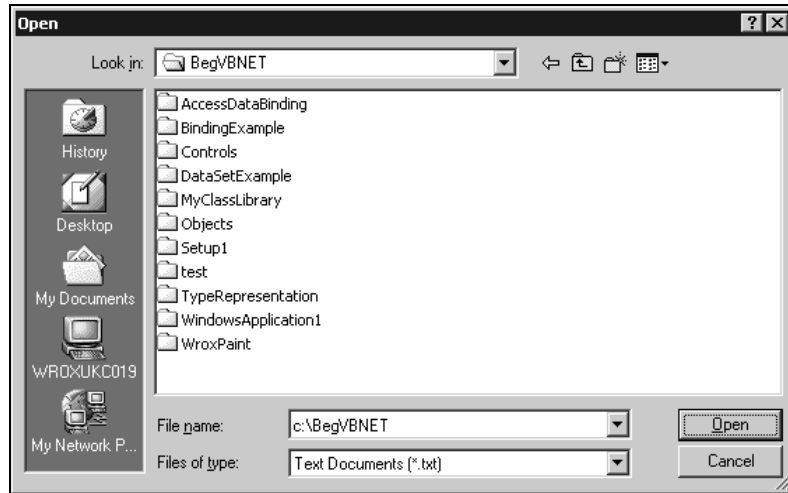 Open
Look in: BegVBNET
History
Desktop
My Documents
WROXUKC019
My Network P...
AccessDataBinding
BindingExample
Controls
DataSetExample
MyClassLibrary
Objects
Setup1
test
TypeRepresentation
WindowsApplication1
WroxPaint
File name: c:\BegVBNET Open
Files of type: Text Documents (*.txt) Cancel